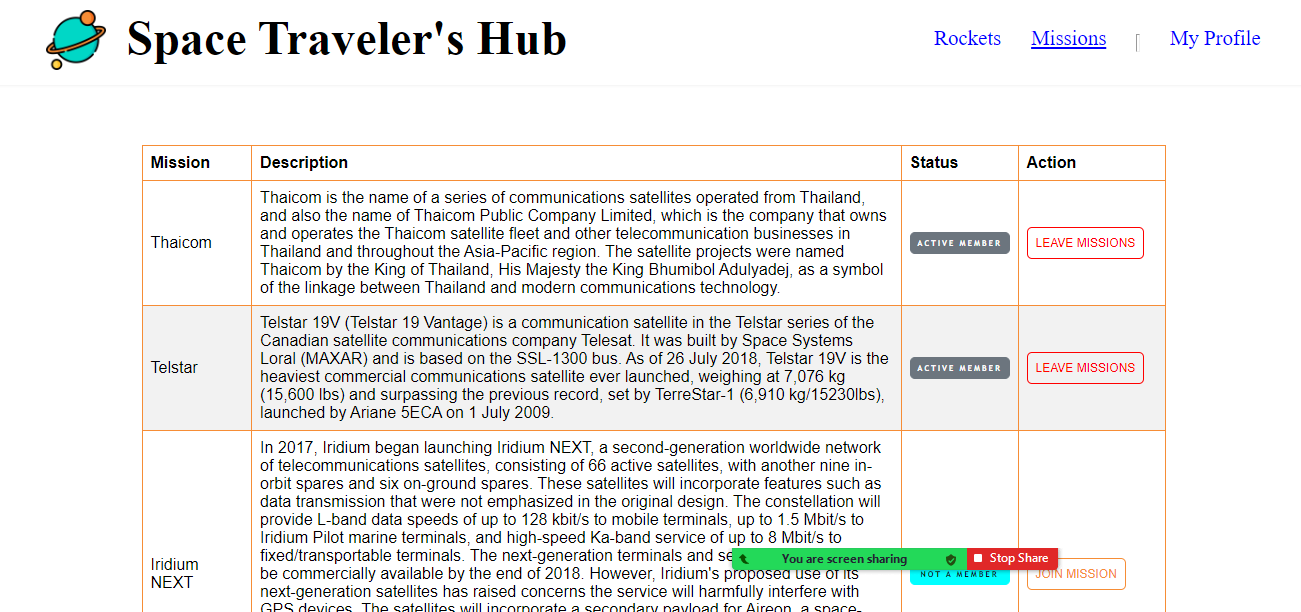 Space Traveler's Hub
Rockets
Missions
My Profile
Mission Description Status Action
Thaicom
Thaicom is the name of a series of communications satellites operated from Thailand,
and also the name of Thaicom Public Company Limited, which is the company that owns
and operates the Thaicom satellite fleet and other telecommunication businesses in
Thailand and throughout the Asia-Pacific region. The satellite projects were named
Thaicom by the King of Thailand, His Majesty the King Bhumibol Adulyadej, as a symbol
of the linkage between Thailand and modern communications technology.
ACTIVE MEMBER
LEAVE MISSIONS
Telstar
Telstar 19V (Telstar 19 Vantage) is a communication satellite in the Telstar series of the
Canadian satellite communications company Telesat. It was built by Space Systems
Loral (MAXAR) and is based on the SSL-1300 bus. As of 26 July 2018, Telstar 19V is the
heaviest commercial communications satellite ever launched, weighing at 7,076 kg
(15,600 lbs) and surpassing the previous record, set by TerreStar-1 (6,910 kg/15230lbs),
launched by Ariane 5ECA on 1 July 2009.
ACTIVE MEMBER
LEAVE MISSIONS
Iridium
NEXT
In 2017, Iridium began launching Iridium NEXT, a second-generation worldwide network
of telecommunications satellites, consisting of 66 active satellites, with another nine in-
orbit spares and six on-ground spares. These satellites will incorporate features such as
data transmission that were not emphasized in the original design. The constellation will
provide L-band data speeds of up to 128 kbit/s to mobile terminals, up to 1.5 Mbit/s to
Iridium Pilot marine terminals, and high-speed Ka-band service of up to 8 Mbit/s to
fixed/transportable terminals. The next-generation terminals and
be commercially available by the end of 2018. However, Iridium's proposed use of its
next-generation satellites has raised concerns the service will harmfully interfere with
GPS devices. The satellites will incorporate a secondary payload for Aireon, a space-
NOT A MEMBER
JOIN MISSION
You are screen sharing
Stop Share